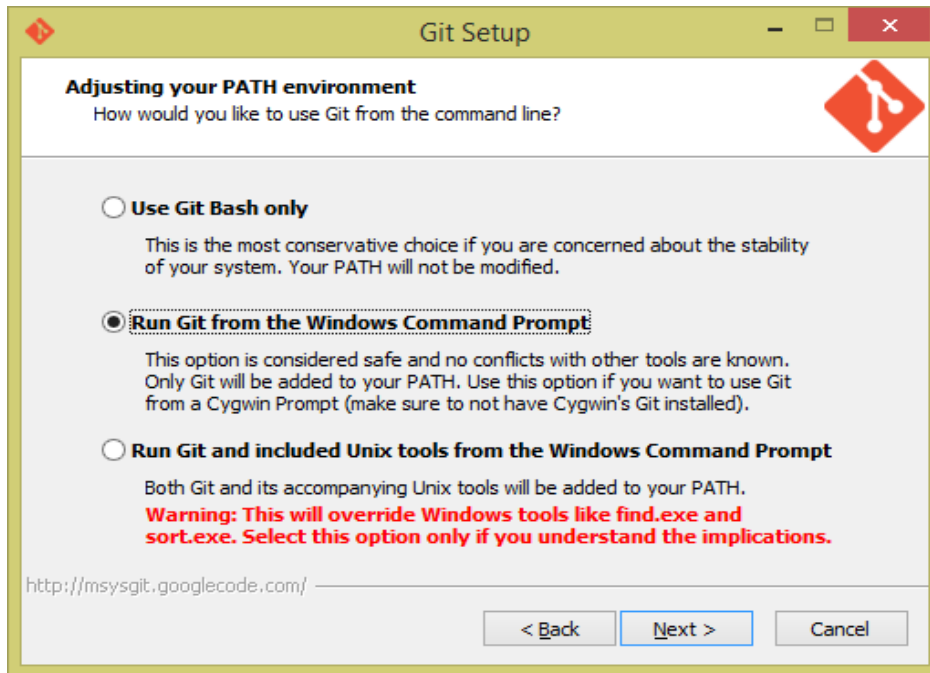 Git Setup
Adjusting your PATH environment
How would you like to use Git from the command line?
Use Git Bash only
This is the most conservative choice if you are concerned about the stability
of your system. Your PATH will not be modified.
Run Git from the Windows Command Prompt
This option is considered safe and no conflicts with other tools are known.
Only Git will be added to your PATH. Use this option if you want to use Git
from a Cygwin Prompt (make sure to not have Cygwin's Git installed).
Run Git and included Unix tools from the Windows Command Prompt
Both Git and its accompanying Unix tools will be added to your PATH.
Warning: This will override Windows tools like find.exe and
sort.exe. Select this option only if you understand the implications.
http://msysgit.googlecode.com/
< Back
Next >
Cancel